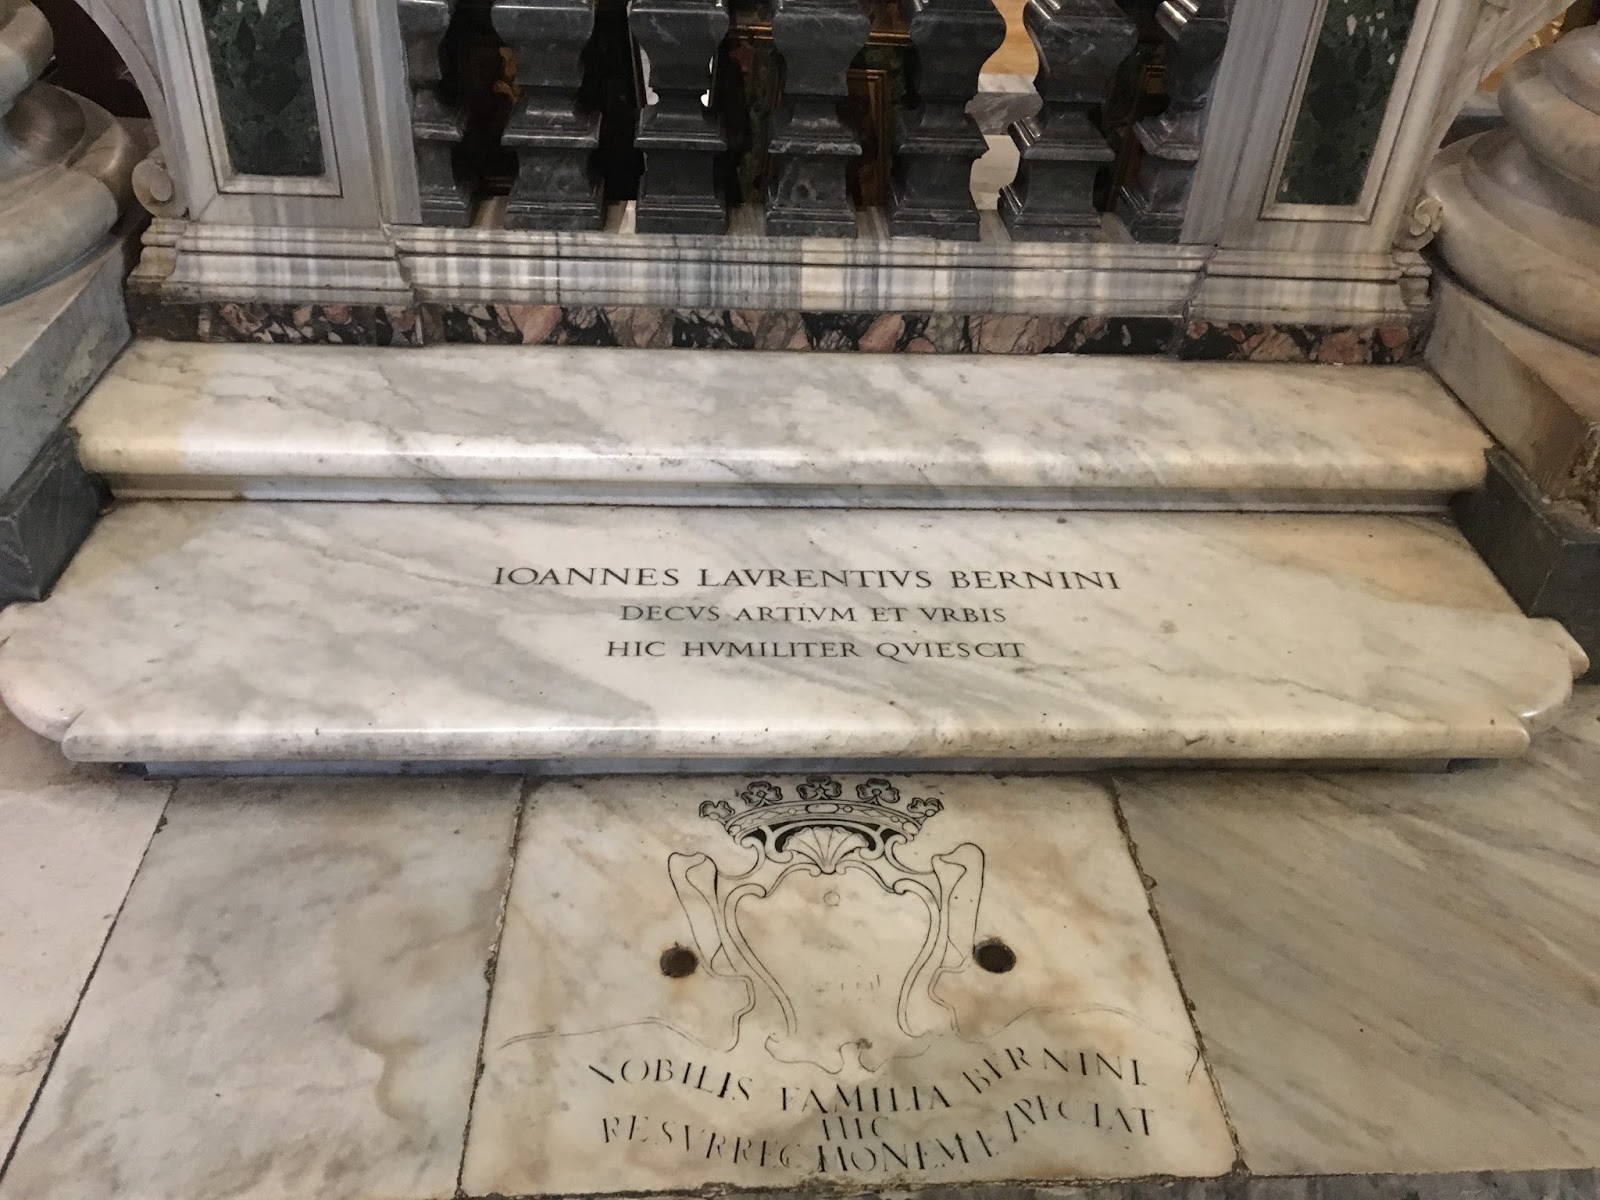 IOANNES LAVRENTIVS BERNINI
DECVS ARTIVM ET VRBIS
HIC HVMILITER QVIESCIT
NOBILIS FAMILIA BERNINI
HIC
RESVRRECTIONEM EXPECTAT